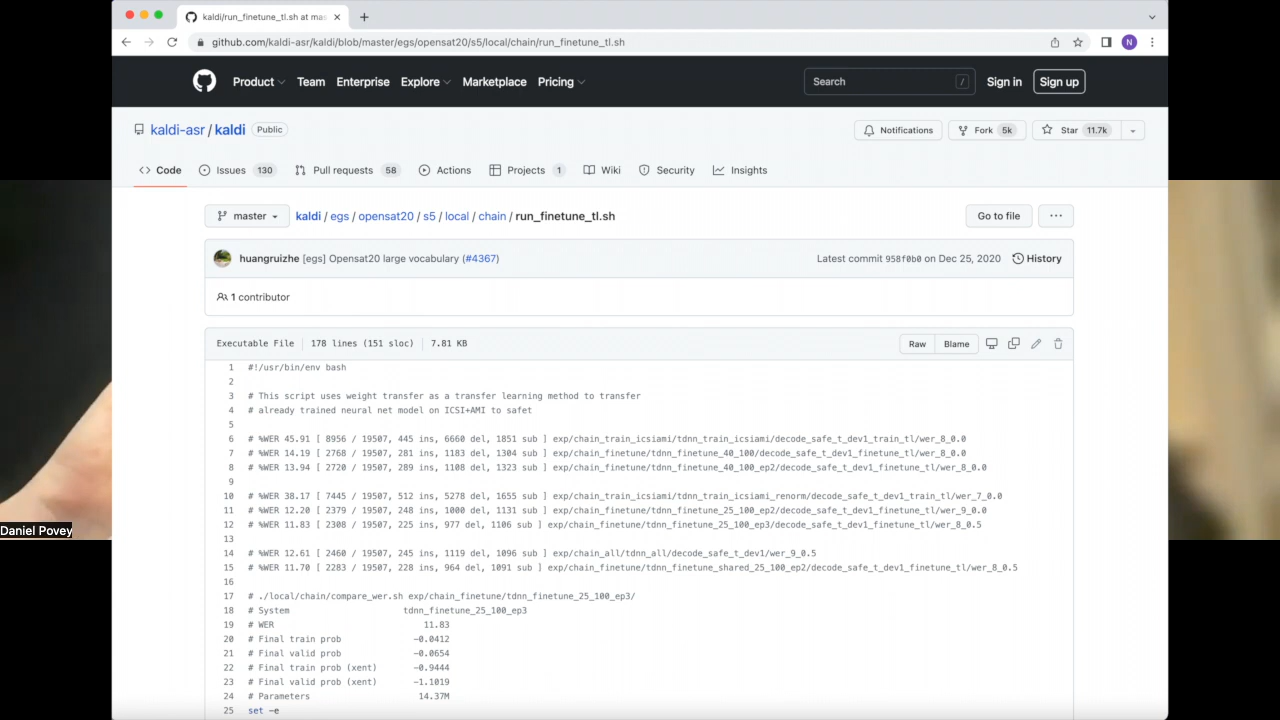 kaldi/run_finetune_tl.sh at mas
github.com/kaldi-asr/kaldi/blob/master/egs/opensat20/s5/local/chain/run_finetune_tl.sh
N
Product Team Enterprise Explore Marketplace Pricing Search / Sign in Sign up
kaldi-asr / kaldi Public Notifications Fork 5k Star 11.7k
Code Issues 130 Pull requests 58 Actions Projects 1 Wiki Security Insights
master kaldi / egs / opensat20 / s5 / local / chain / run_finetune_tl.sh Go to file
huangruizhe [egs] Opensat20 large vocabulary (#4367) Latest commit 958f0b0 on Dec 25, 2020 History
1 contributor
Executable File 178 lines (151 sloc) 7.81 KB Raw Blame
1 #!/usr/bin/env bash
2
3 # This script uses weight transfer as a transfer learning method to transfer
4 # already trained neural net model on ICSI+AMI to safet
5
6 # %WER 45.91 [ 8956 / 19507, 445 ins, 6660 del, 1851 sub ] exp/chain_train_icsiami/tdnn_train_icsiami/decode_safe_t_dev1_train_tl/wer_8_0.0
7 # %WER 14.19 [ 2768 / 19507, 281 ins, 1183 del, 1304 sub ] exp/chain_finetune/tdnn_finetune_40_100/decode_safe_t_dev1_finetune_tl/wer_8_0.0
8 # %WER 13.94 [ 2720 / 19507, 289 ins, 1108 del, 1323 sub ] exp/chain_finetune/tdnn_finetune_40_100_ep2/decode_safe_t_dev1_finetune_tl/wer_8_0.0
9
10 # %WER 38.17 [ 7445 / 19507, 512 ins, 5278 del, 1655 sub ] exp/chain_train_icsiami/tdnn_train_icsiami_renorm/decode_safe_t_dev1_train_tl/wer_7_0.0
11 # %WER 12.20 [ 2379 / 19507, 248 ins, 1000 del, 1131 sub ] exp/chain_finetune/tdnn_finetune_25_100_ep2/decode_safe_t_dev1_finetune_tl/wer_9_0.0
12 # %WER 11.83 [ 2308 / 19507, 225 ins, 977 del, 1106 sub ] exp/chain_finetune/tdnn_finetune_25_100_ep3/decode_safe_t_dev1_finetune_tl/wer_8_0.5
13
14 # %WER 12.61 [ 2460 / 19507, 245 ins, 1119 del, 1096 sub ] exp/chain_all/tdnn_all/decode_safe_t_dev1/wer_9_0.5
15 # %WER 11.70 [ 2283 / 19507, 228 ins, 964 del, 1091 sub ] exp/chain_finetune/tdnn_finetune_shared_25_100_ep2/decode_safe_t_dev1_finetune_tl/wer_8_0.5
16
17 # ./local/chain/compare_wer.sh exp/chain_finetune/tdnn_finetune_25_100_ep3/
18 # System tdnn_finetune_25_100_ep3
19 # WER 11.83
20 # Final train prob -0.0412
21 # Final valid prob -0.0654
22 # Final train prob (xent) -0.9444
23 # Final valid prob (xent) -1.1019
24 # Parameters 14.37M
25 set -e
Daniel Povey